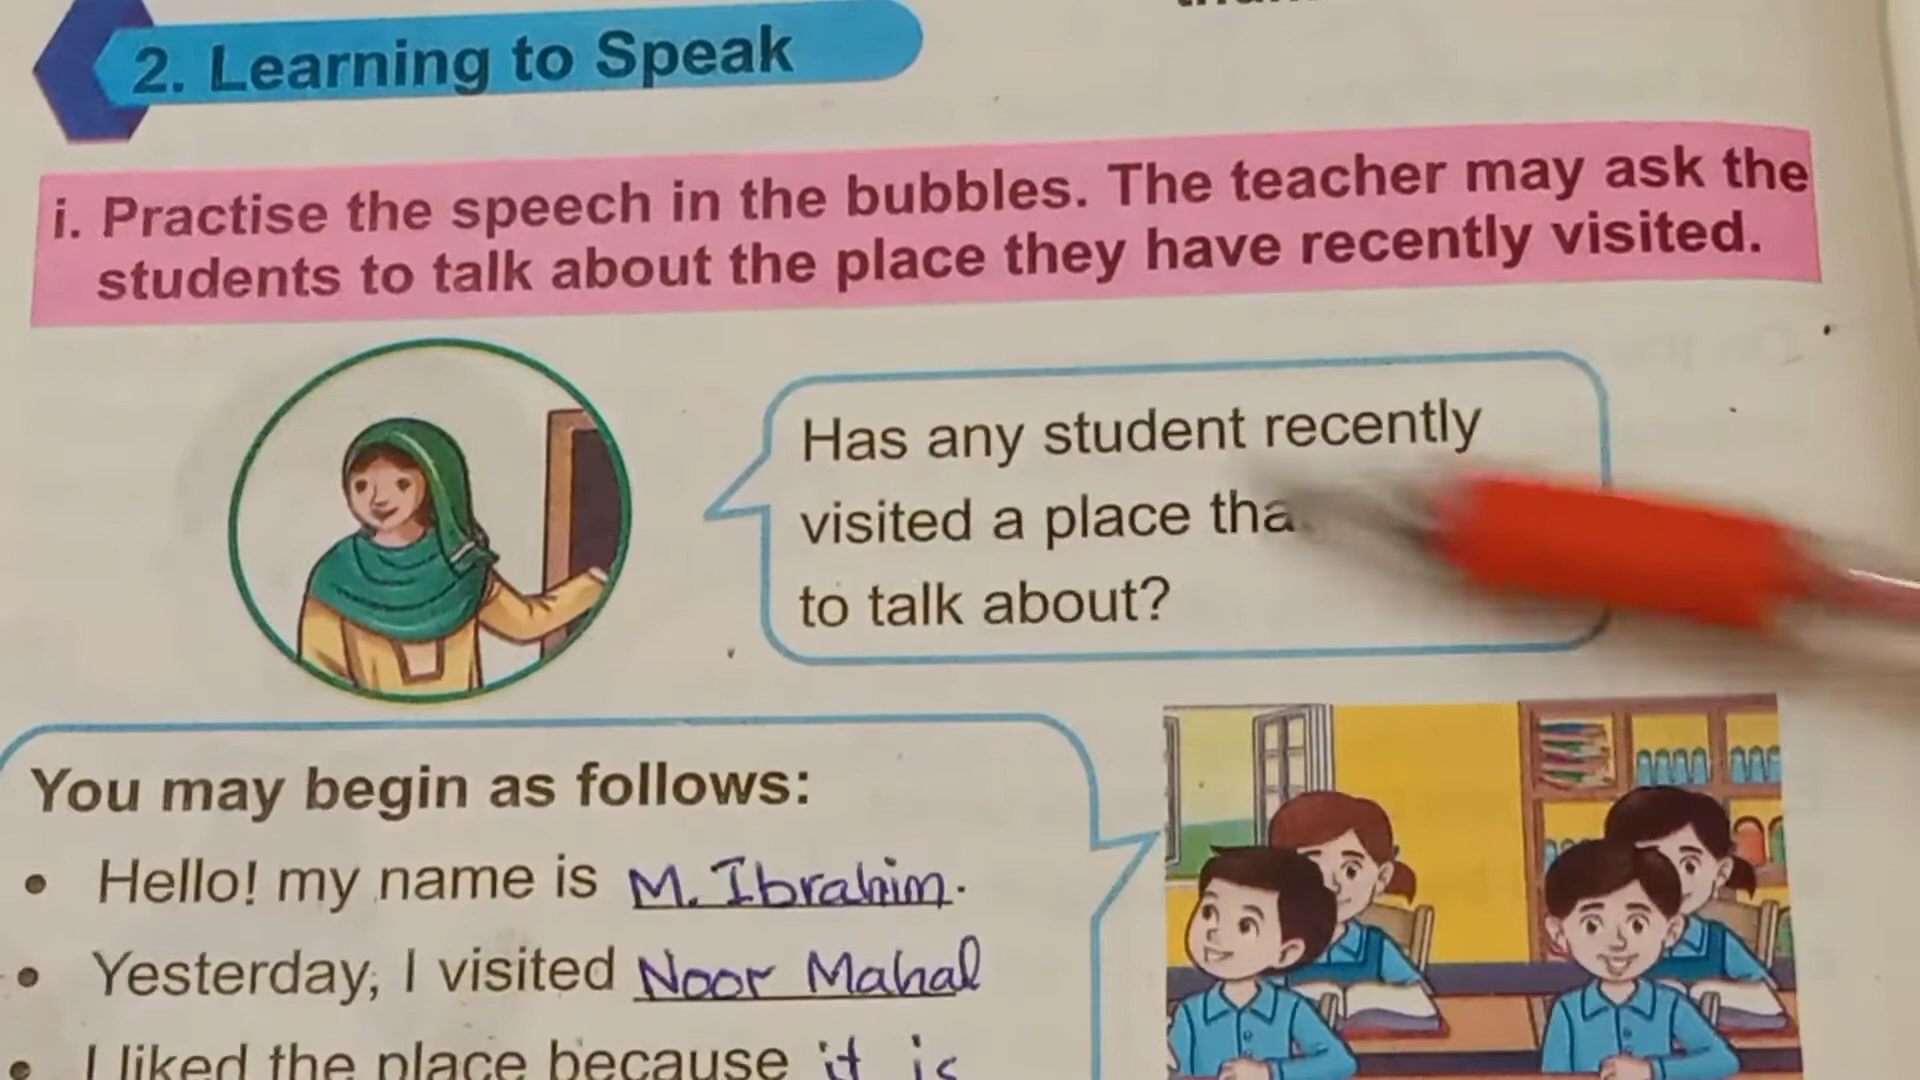 2. Learning to Speak
i. Practise the speech in the bubbles. The teacher may ask the
students to talk about the place they have recently visited.
Has any student recently
visited a place tha
to talk about?
You may begin as follows:
• Hello! my name is M. Ibrahim.
• Yesterday, I visited Noor Mahal
• I liked the place because it is